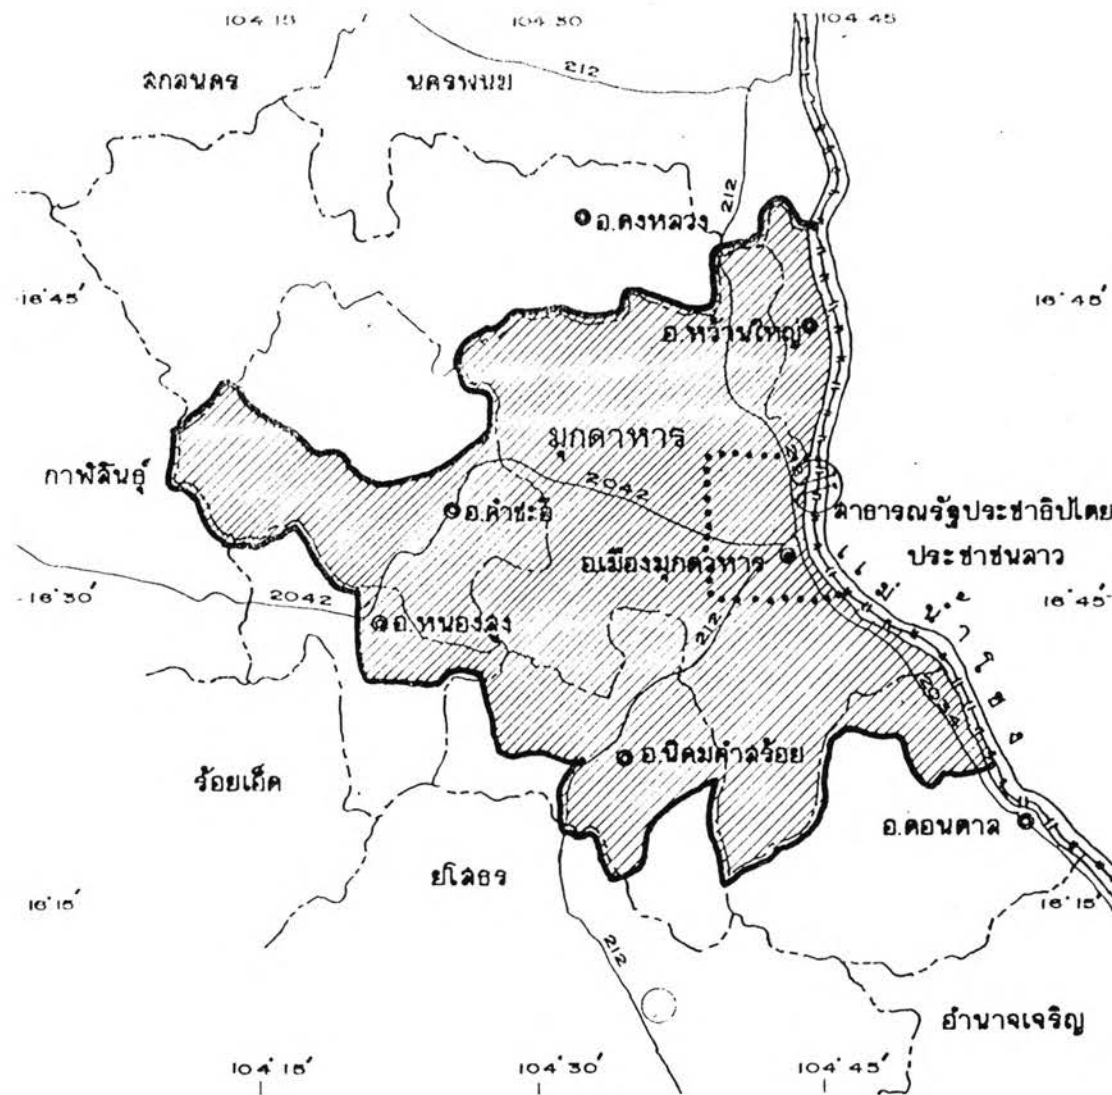 104 15
104 30
104 45
สกลนคร
นครพนม
212
212
อ.ดงหลวง
16° 45'
16° 45'
อ.หว้านใหญ่
มุกดาหาร
กาฬสินธุ์
2042
อ.คำชะอี
สาธารณรัฐประชาธิปไตย
ประชาชนลาว
อ.เมืองมุกดาหาร
16° 30'
2042
16° 45'
212
อ.หนองสูง
2034
อ.นิคมคำสร้อย
ร้อยเอ็ด
อ.ดอนตาล
ยโสธร
16° 15'
16° 15'
212
อำนาจเจริญ
104° 15'
104° 30'
104° 45'